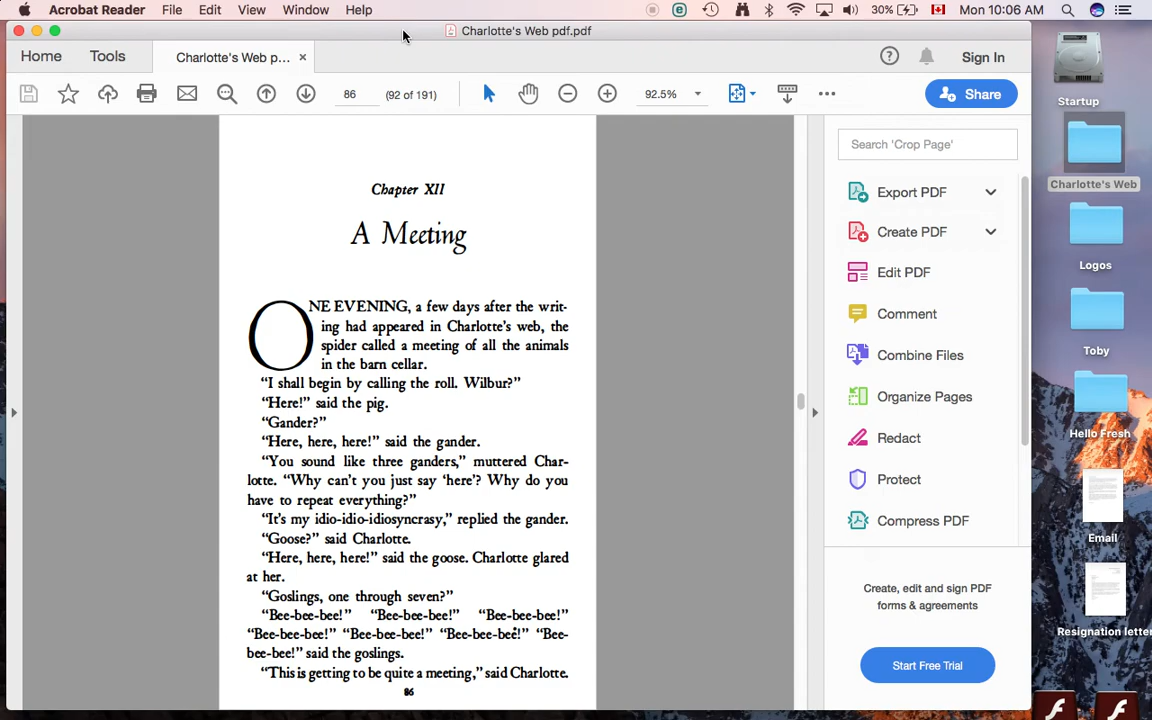 Acrobat Reader File Edit View Window Help 30% Mon 10:06 AM
Charlotte's Web pdf.pdf
Home Tools Charlotte's Web p... × Sign In
86 (92 of 191) 92.5% Share
Startup
Charlotte's Web
Logos
Toby
Hello Fresh
Email
Resignation letter
Chapter XII
A Meeting
ONE EVENING, a few days after the writ-
ing had appeared in Charlotte's web, the
spider called a meeting of all the animals
in the barn cellar.
"I shall begin by calling the roll. Wilbur?"
"Here!" said the pig.
"Gander?"
"Here, here, here!" said the gander.
"You sound like three ganders," muttered Char-
lotte. "Why can't you just say 'here'? Why do you
have to repeat everything?"
"It's my idio-idio-idiosyncrasy," replied the gander.
"Goose?" said Charlotte.
"Here, here, here!" said the goose. Charlotte glared
at her.
"Goslings, one through seven?"
"Bee-bee-bee!" "Bee-bee-bee!" "Bee-bee-bee!"
"Bee-bee-bee!" "Bee-bee-bee!" "Bee-bee-bee!" "Bee-
bee-bee!" said the goslings.
"This is getting to be quite a meeting," said Charlotte.
86
Search 'Crop Page'
Export PDF
Create PDF
Edit PDF
Comment
Combine Files
Organize Pages
Redact
Protect
Compress PDF
Create, edit and sign PDF
forms & agreements
Start Free Trial